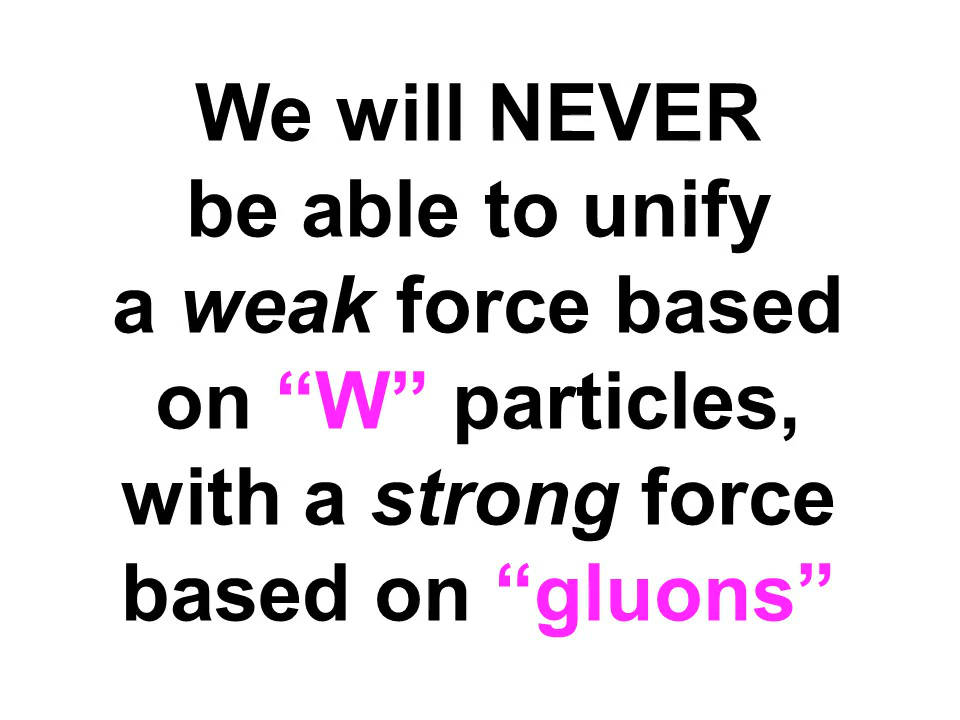 We will NEVER
be able to unify
a weak force based
on “W” particles,
with a strong force
based on “gluons”